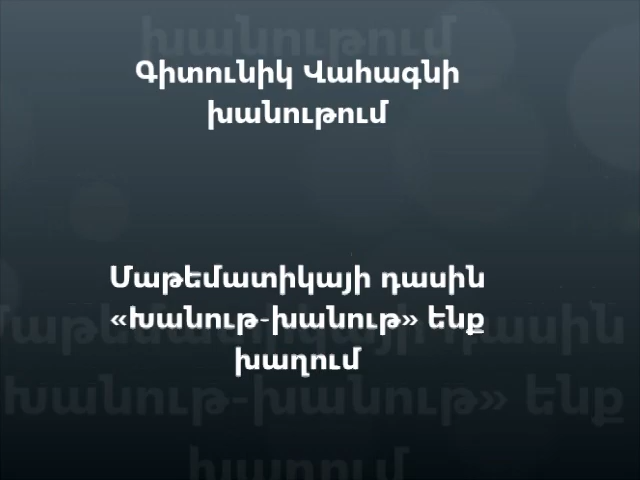 Գիտունիկ Վահագնի
խանութում
Մաթեմատիկայի դասին
«Խանութ-խանութ» ենք
խաղում